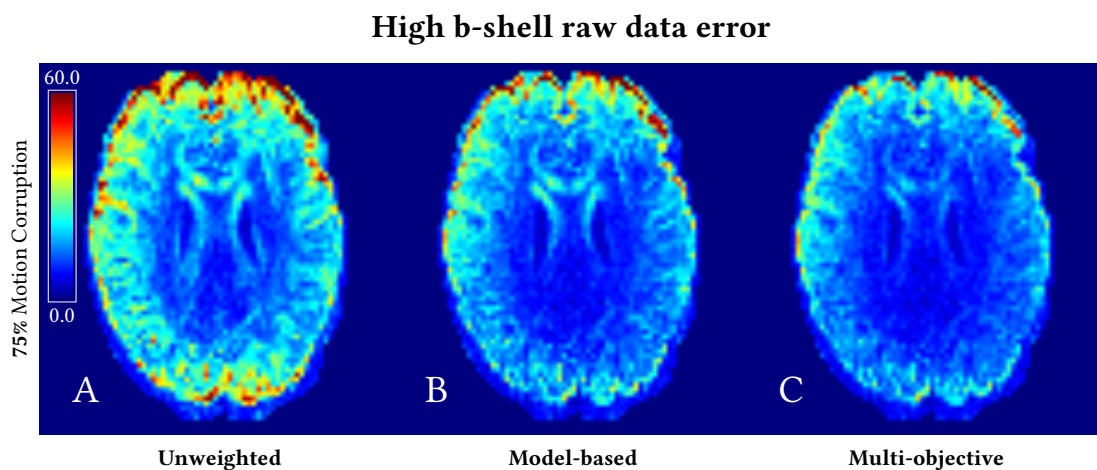 High b-shell raw data error
60.0
0.0
75% Motion Corruption
A
B
C
Unweighted
Model-based
Multi-objective